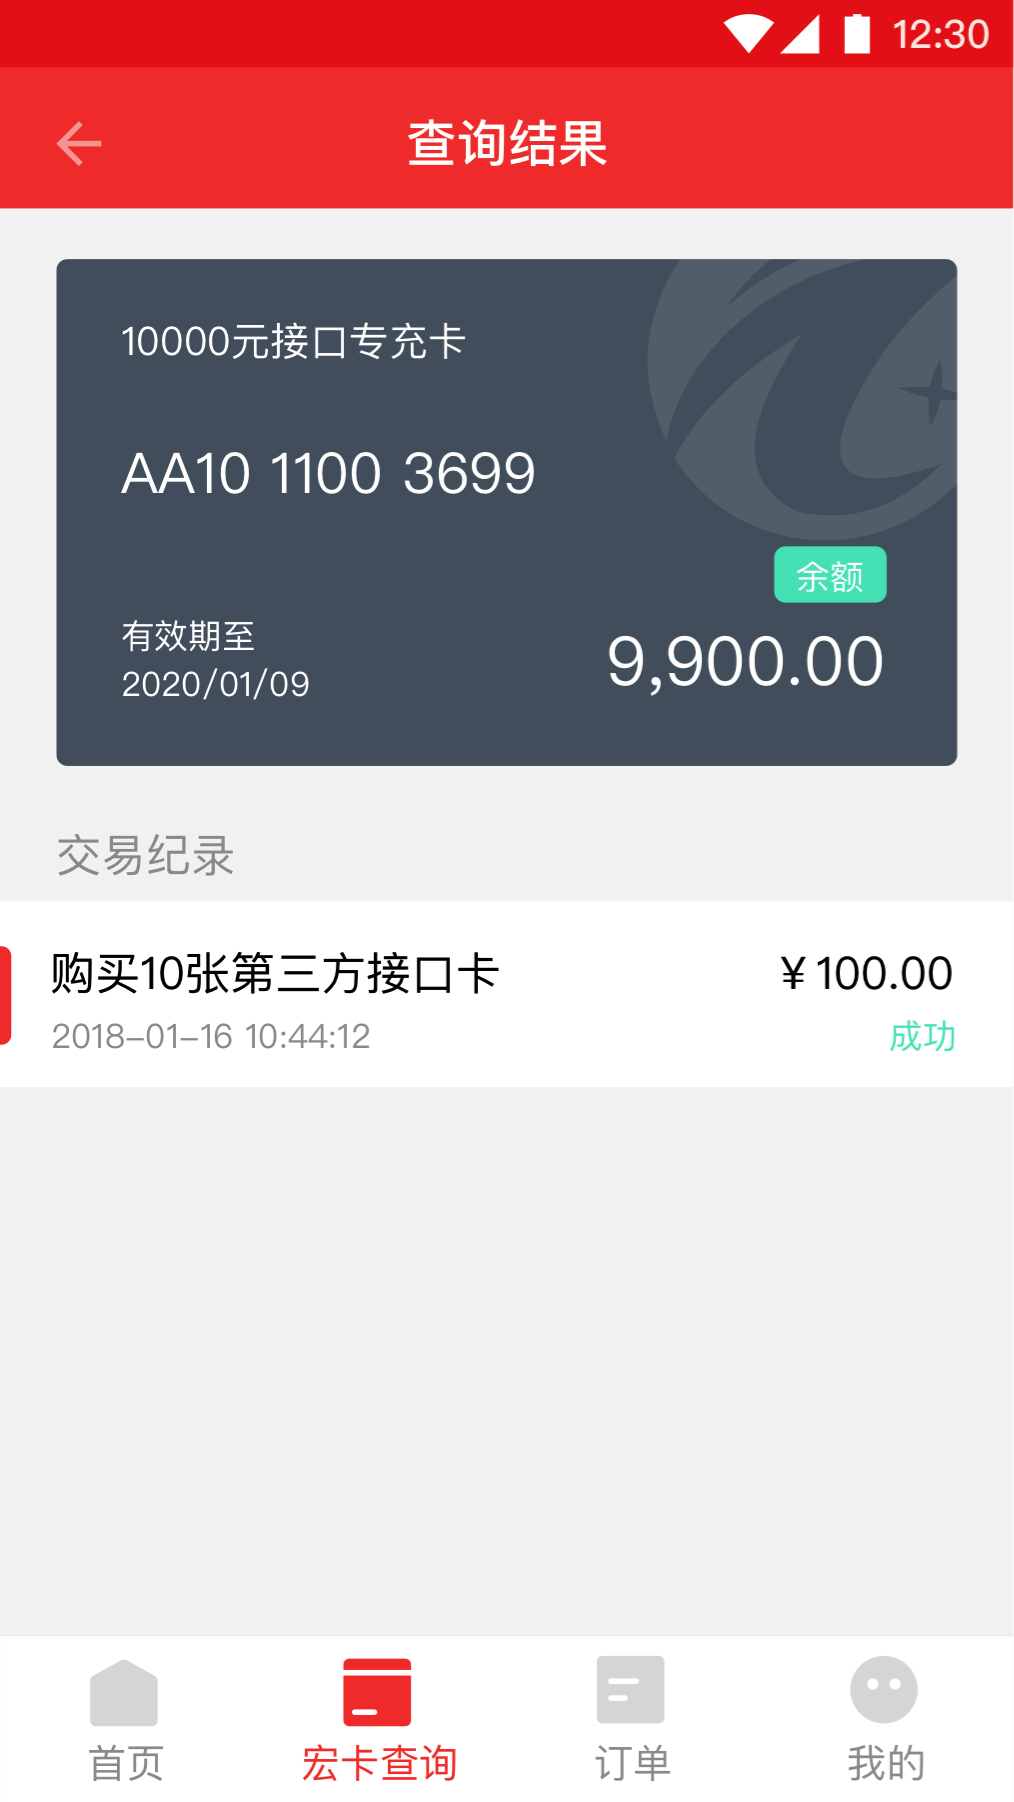 12:30
查询结果
10000元接口专充卡
AA10 1100 3699
余额
有效期至
2020/01/09
9,900.00
交易纪录
购买10张第三方接口卡
¥100.00
2018-01-16 10:44:12
成功
首页
宏卡查询
订单
我的